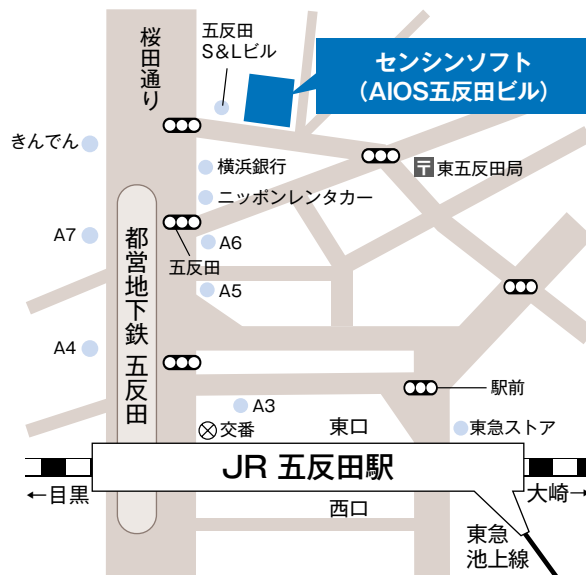 桜田通り
五反田
S&Lビル
センシンソフト
(AIOS五反田ビル)
きんでん
横浜銀行
〒東五反田局
ニッポンレンタカー
A7
A6
五反田
都営地下鉄 五反田
A5
A4
駅前
A3
交番
東口
東急ストア
JR 五反田駅
←目黒
大崎→
西口
東急
池上線